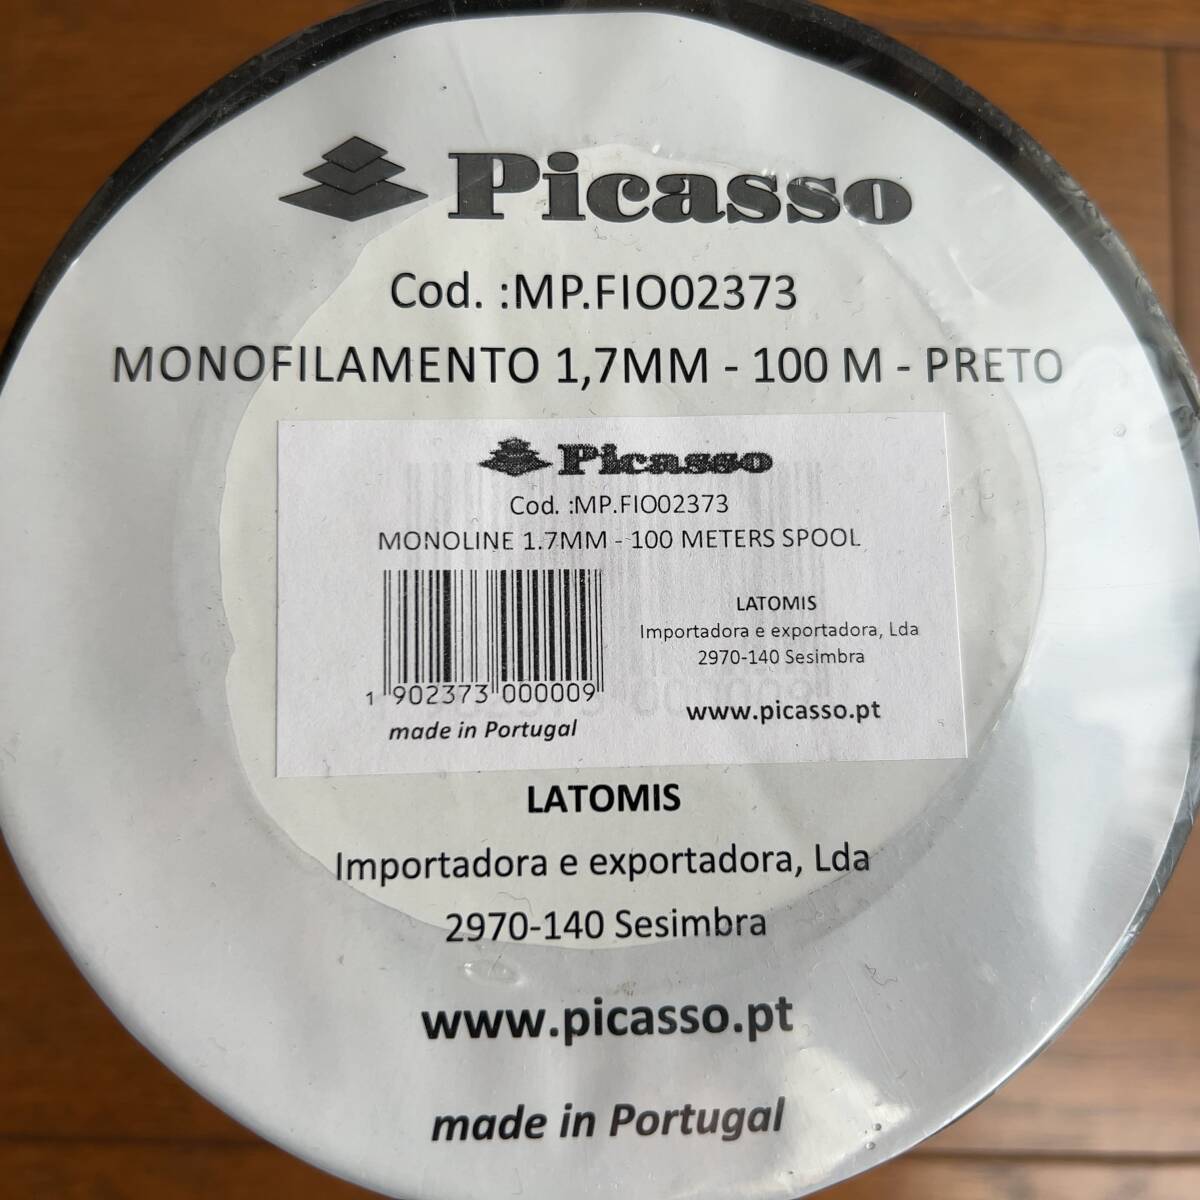 Picasso
Cod. :MP.FIO02373
MONOFILAMENTO 1,7MM - 100 M - PRETO
Picasso
Cod. :MP.FIO02373
MONOLINE 1.7MM - 100 METERS SPOOL
1 902373 000009
made in Portugal
LATOMIS
Importadora e exportadora, Lda
2970-140 Sesimbra
www.picasso.pt
LATOMIS
Importadora e exportadora, Lda
2970-140 Sesimbra
www.picasso.pt
made in Portugal